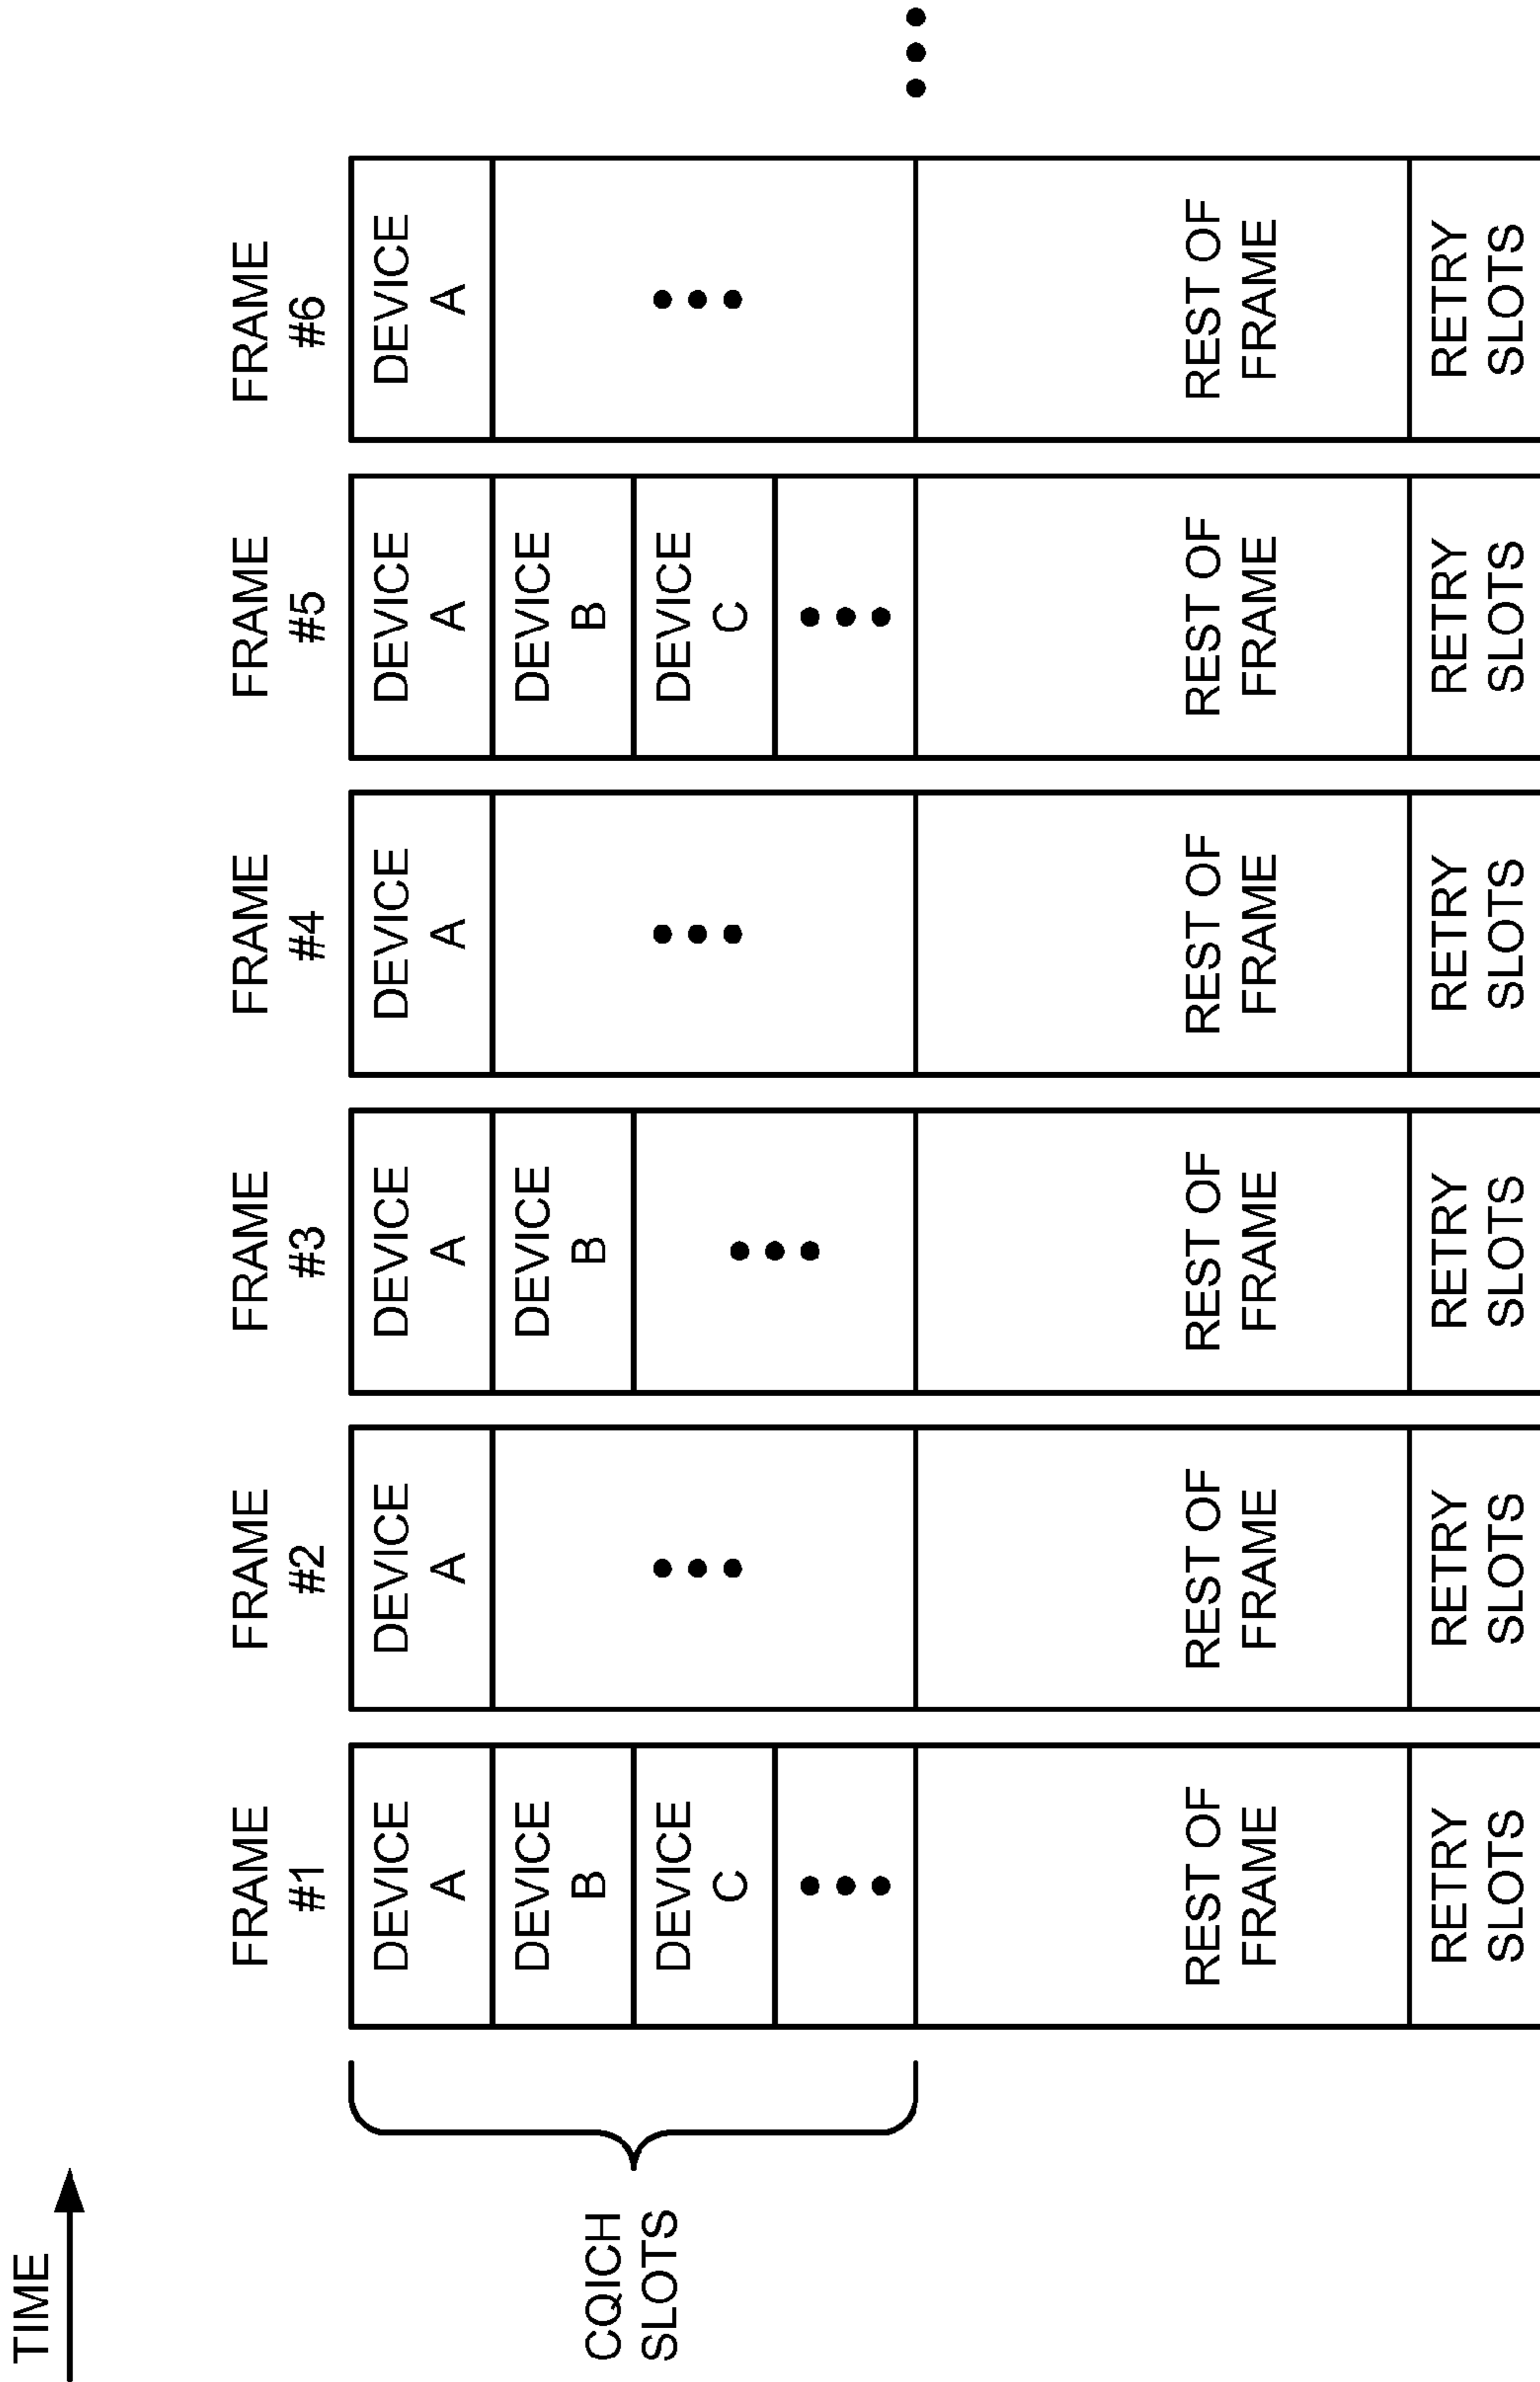 TIME
CQICH
SLOTS
FRAME
#1
DEVICE
A
DEVICE
B
DEVICE
C
REST OF
FRAME
RETRY
SLOTS
FRAME
#2
DEVICE
A
REST OF
FRAME
RETRY
SLOTS
FRAME
#3
DEVICE
A
DEVICE
B
REST OF
FRAME
RETRY
SLOTS
FRAME
#4
DEVICE
A
REST OF
FRAME
RETRY
SLOTS
FRAME
#5
DEVICE
A
DEVICE
B
DEVICE
C
REST OF
FRAME
RETRY
SLOTS
FRAME
#6
DEVICE
A
REST OF
FRAME
RETRY
SLOTS